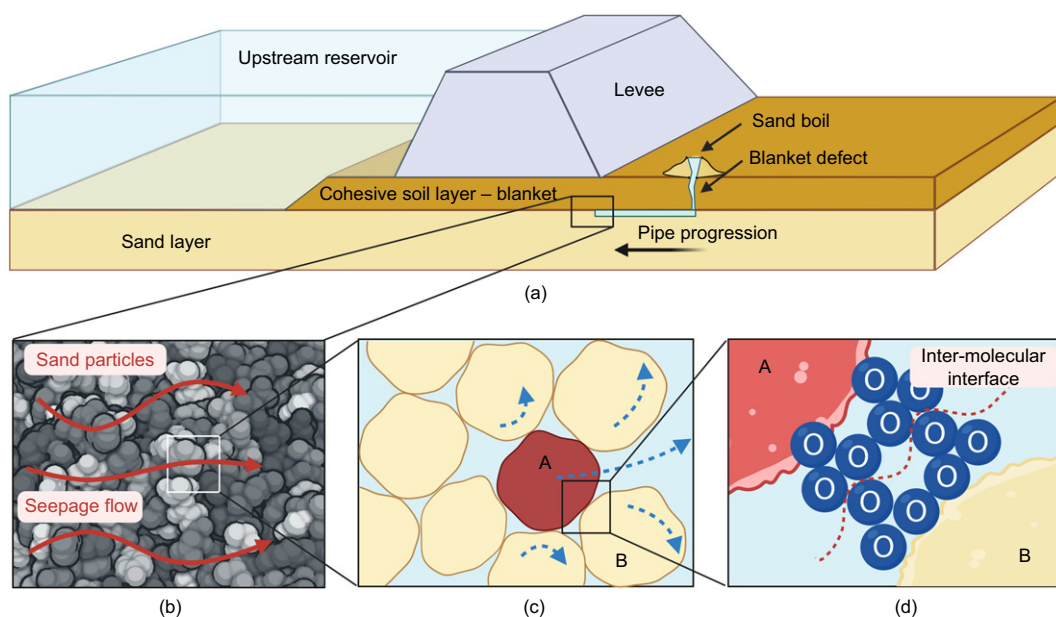 Upstream reservoir
Levee
Sand boil
Blanket defect
Cohesive soil layer – blanket
Sand layer
Pipe progression
(a)
Sand particles
Seepage flow
(b)
A
B
(c)
A
Inter-molecular
interface
O
O
O
O
O
O
O
O
O
O
O
B
(d)